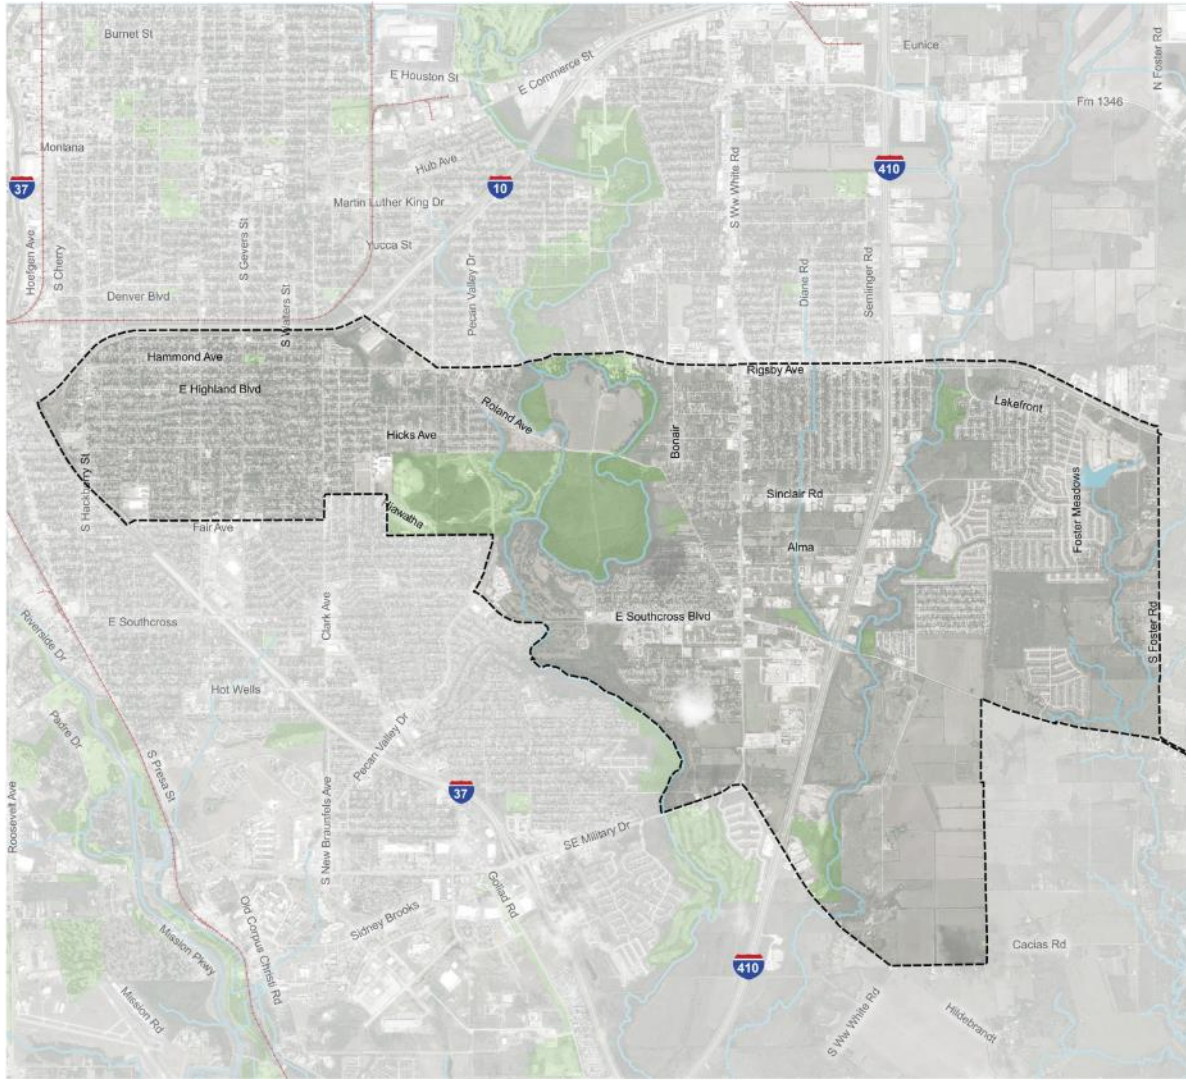 Burnet St
Eunice
N Foster Rd
E Houston St
E Commerce St
Fm 1346
Montana
Hub Ave
37
10
410
S Ww White Rd
Martin Luther King Dr
S Gevers St
Yucca St
Hoefgen Ave
S Cherry
Pecan Valley Dr
Diane Rd
Semlinger Rd
Denver Blvd
S Walters St
Hammond Ave
Rigsby Ave
E Highland Blvd
Lakefront
Roland Ave
Hicks Ave
Bonair
S Hackberry St
Sinclair Rd
Foster Meadows
Fair Ave
Alma
E Southcross
Clark Ave
E Southcross Blvd
Riverside Dr
S Foster Rd
Hot Wells
Padre Dr
Pecan Valley Dr
S Presa St
37
Roosevelt Ave
S New Braunfels Ave
SE Military Dr
Goliad Rd
Old Corpus Christi Rd
Sidney Brooks
Mission Pkwy
410
Cacias Rd
Mission Rd
S Ww White Rd
Hildebrandt